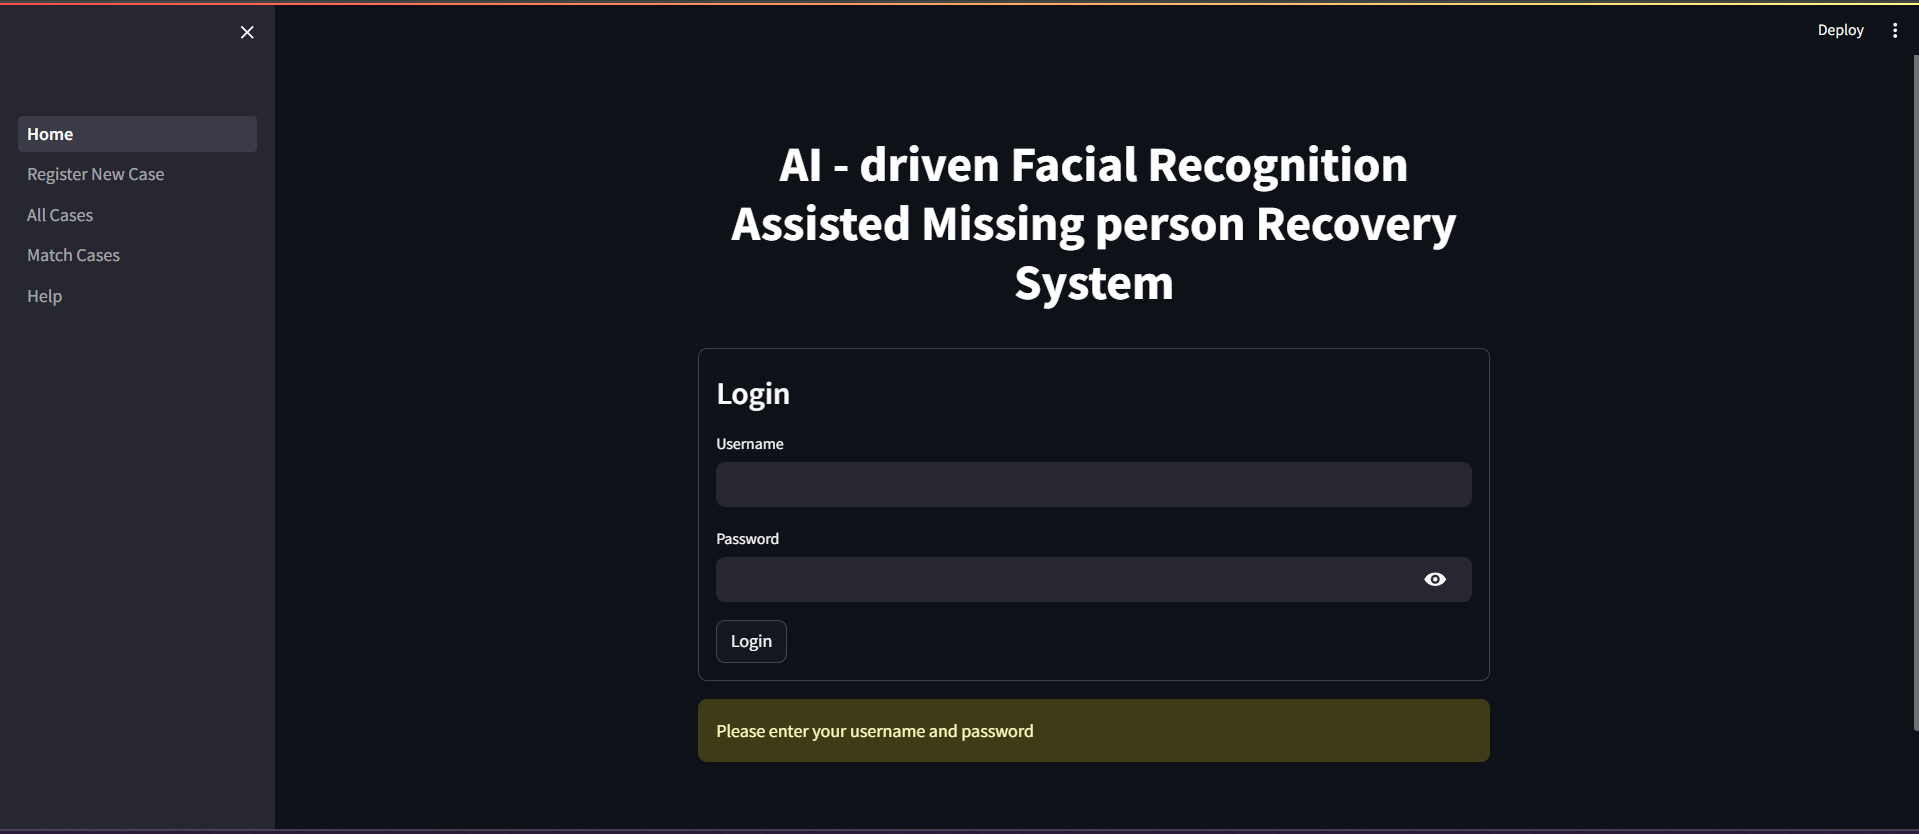 Deploy
Home
Register New Case
All Cases
Match Cases
Help
AI - driven Facial Recognition
Assisted Missing person Recovery
System
Login
Username
Password
Login
Please enter your username and password